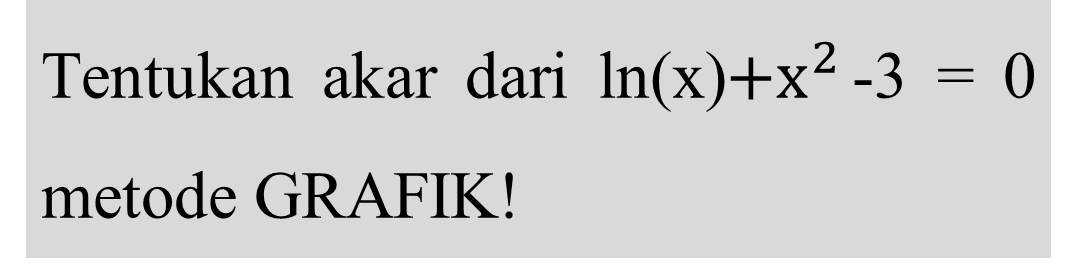 Tentukan akar dari ln(x)+x² -3 = 0
metode GRAFIK!